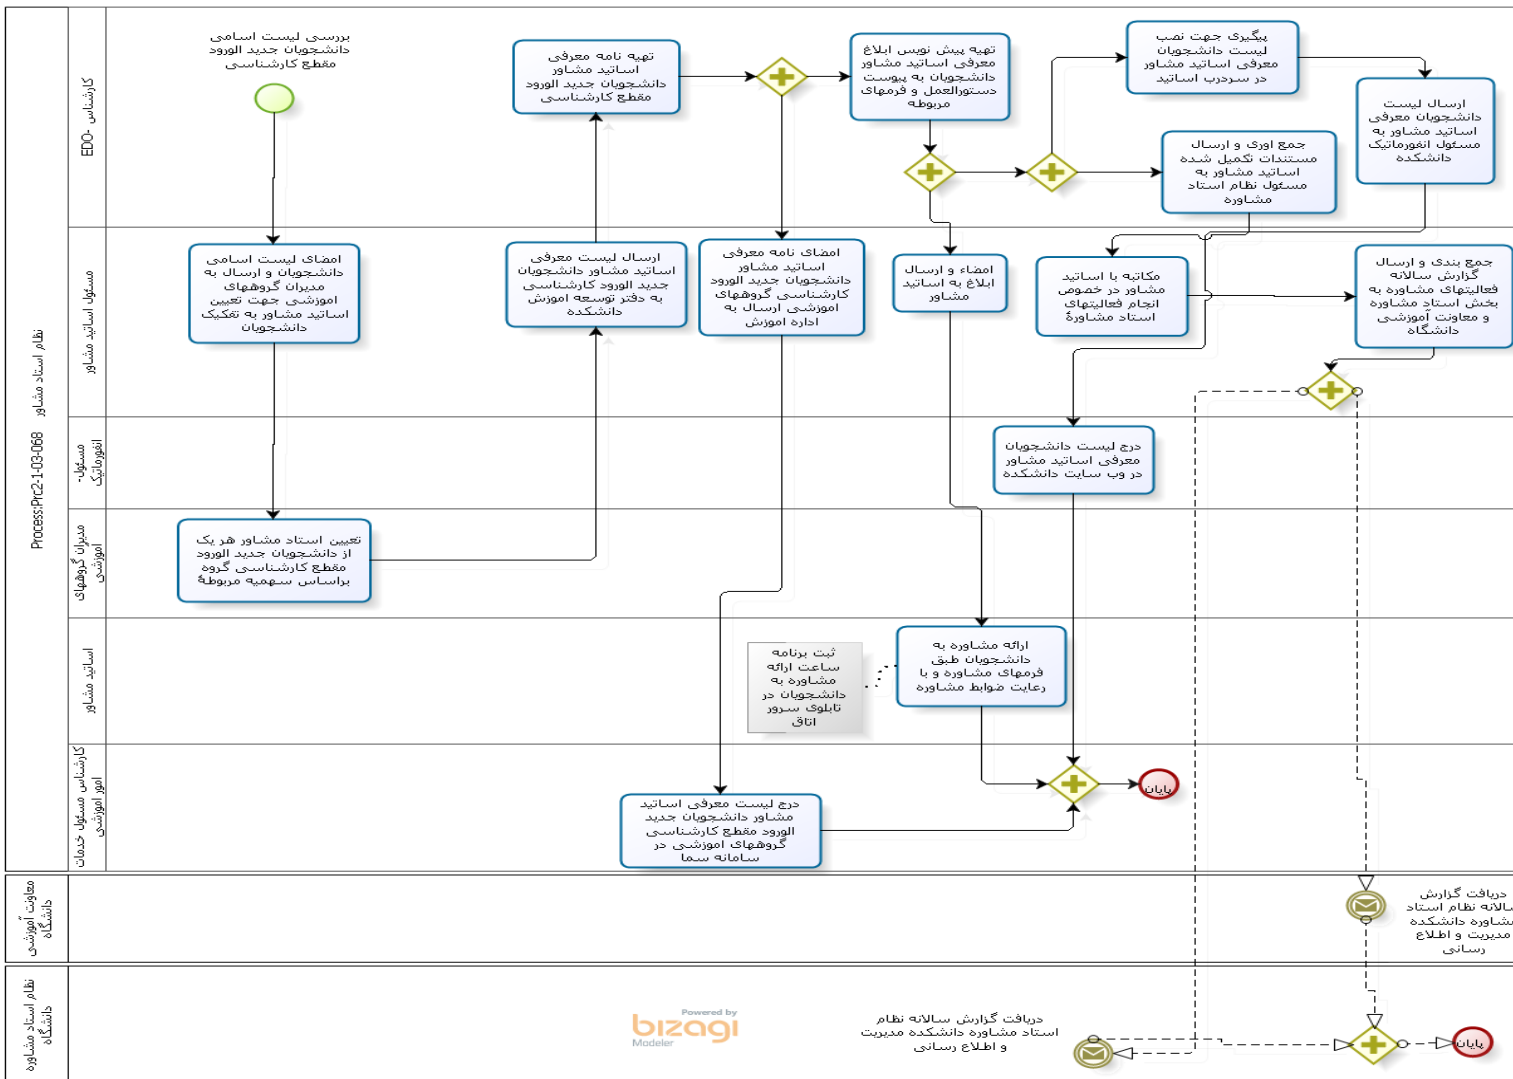 بررسی لیست اسامی
دانشجویان جدید الورود
مقطع کارشناسی
تهیه نامه معرفی
اساتید مشاور
دانشجویان جدید الورود
مقطع کارشناسی
تهیه پیش نویس ابلاغ
معرفی اساتید مشاور
دانشجویان به پیوست
دستورالعمل و فرمهای
مربوطه
پیگیری جهت نصب
لیست دانشجویان
معرفی اساتید مشاور
در سردرب اساتید
ارسال لیست
دانشجویان معرفی
اساتید مشاور به
مسئول انفورماتیک
دانشکده
جمع اوری و ارسال
مستندات تکمیل شده
اساتید مشاور به
مسئول نظام استاد
مشاوره
کارشناس -EDO
امضای لیست اسامی
دانشجویان و ارسال به
مدیران گروههای
آموزشی جهت تعیین
اساتید مشاور به تفکیک
دانشجویان
ارسال لیست معرفی
اساتید مشاور دانشجویان
جدید الورود کارشناسی
به دفتر توسعه اموزش
دانشکده
امضای نامه معرفی
اساتید مشاور
دانشجویان جدید الورود
کارشناسی گروههای
اموزشی ارسال به
اداره اموزش
امضاء و ارسال
ابلاغ به اساتید
مشاور
مکاتبه با اساتید
مشاور در خصوص
انجام فعالیتهای
استاد مشاورۀ
جمع بندی و ارسال
گزارش سالانه
فعالیتهای مشاوره به
بخش استاد مشاوره
و معاونت آموزشی
دانشگاه
مسئول اساتید مشاور
نظام استاد مشاور
Process:Prc2-1-03-068
درج لیست دانشجویان
معرفی اساتید مشاور
در وب سایت دانشکده
مسئول-
انفورماتیک
تعیین استاد مشاور هر یک
از دانشجویان جدید الورود
مقطع کارشناسی گروه
براساس سهمیه مربوطۀ
مدیران گروههای
آموزشی
ارائه مشاوره به
دانشجویان طبق
فرمهای مشاوره و با
رعایت ضوابط مشاوره
ثبت برنامه
ساعت ارائه
مشاوره به
دانشجویان در
تابلوی سرور
اتاق
اساتید مشاور
درج لیست معرفی اساتید
مشاور دانشجویان جدید
الورود مقطع کارشناسی
گروههای اموزشی در
سامانه سما
پایان
کارشناس مسئول خدمات
امور اموزشی
دریافت گزارش
سالانه نظام استاد
مشاوره دانشکده
مدیریت و اطلاع
رسانی
معاونت آموزشی
دانشگاه
دریافت گزارش سالانه نظام
استاد مشاوره دانشکده مدیریت
و اطلاع رسانی
پایان
نظام استاد مشاوره
دانشگاه
Powered by
bizagi
Modeler